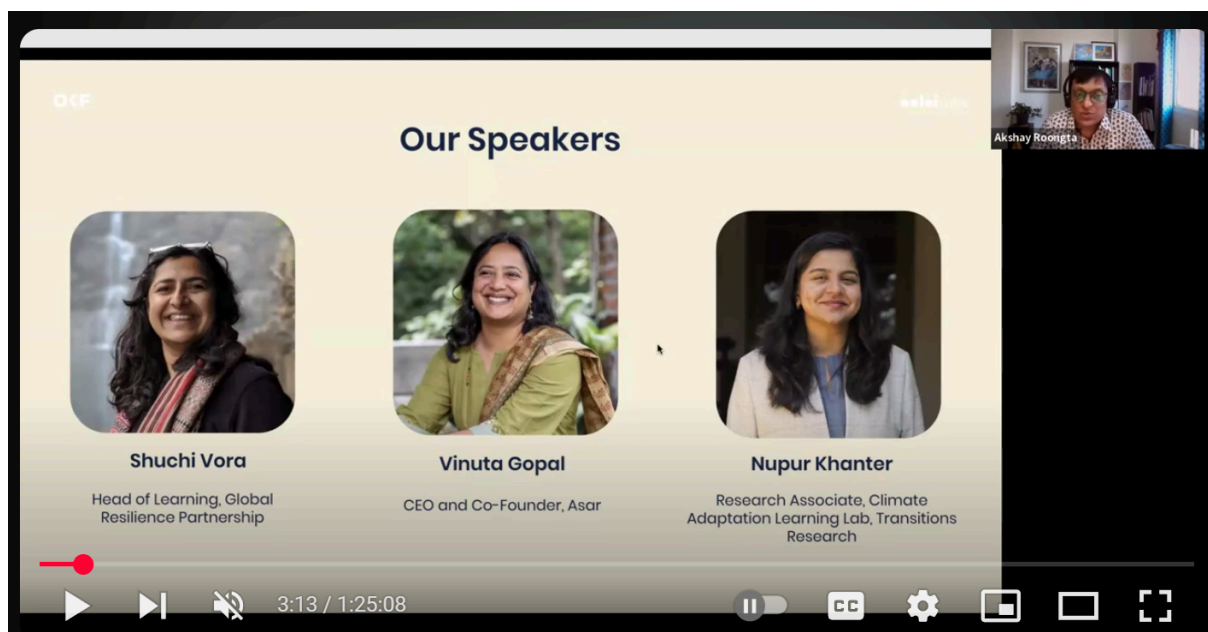 Our Speakers
Akshay Roongta
Shuchi Vora
Head of Learning, Global
Resilience Partnership
Vinuta Gopal
CEO and Co-Founder, Asar
Nupur Khanter
Research Associate, Climate
Adaptation Learning Lab, Transitions
Research
3:13 / 1:25:08
CC